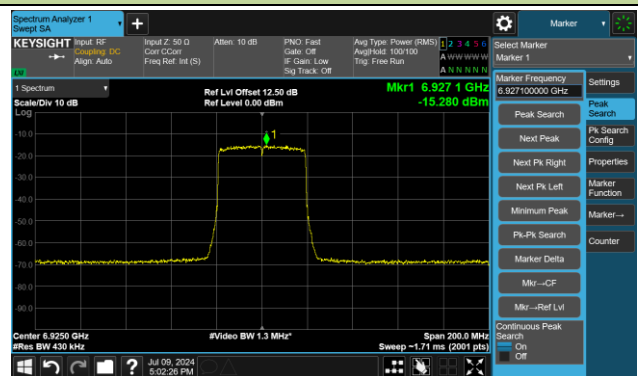 Spectrum Analyzer 1
Swept SA
Marker
KEYSIGHT
Input: RF
Coupling: DC
Align: Auto
Input Z: 50 Ω
Corr CCorr
Freq Ref: Int (S)
Atten: 10 dB
PNO: Fast
Gate: Off
IF Gain: Low
Sig Track: Off
Avg Type: Power (RMS)
Avg|Hold: 100/100
Trig: Free Run
1 2 3 4 5 6
A W W W W W
A N N N N N
LW
Select Marker
Marker 1
1 Spectrum
Scale/Div 10 dB
Log
Ref Lvl Offset 12.50 dB
Ref Level 0.00 dBm
Mkr1 6.927 1 GHz
-15.280 dBm
1
-10.0
-20.0
-30.0
-40.0
-50.0
-60.0
-70.0
-80.0
-90.0
Center 6.9250 GHz
#Res BW 430 kHz
#Video BW 1.3 MHz*
Span 200.0 MHz
Sweep ~1.71 ms (2001 pts)
Marker Frequency
6.927100000 GHz
Peak Search
Next Peak
Next Pk Right
Next Pk Left
Minimum Peak
Pk-Pk Search
Marker Delta
Mkr→CF
Mkr→Ref Lvl
Continuous Peak
Search
On
Off
Settings
Peak
Search
Pk Search
Config
Properties
Marker
Function
Marker→
Counter
?
Jul 09, 2024
5:02:26 PM